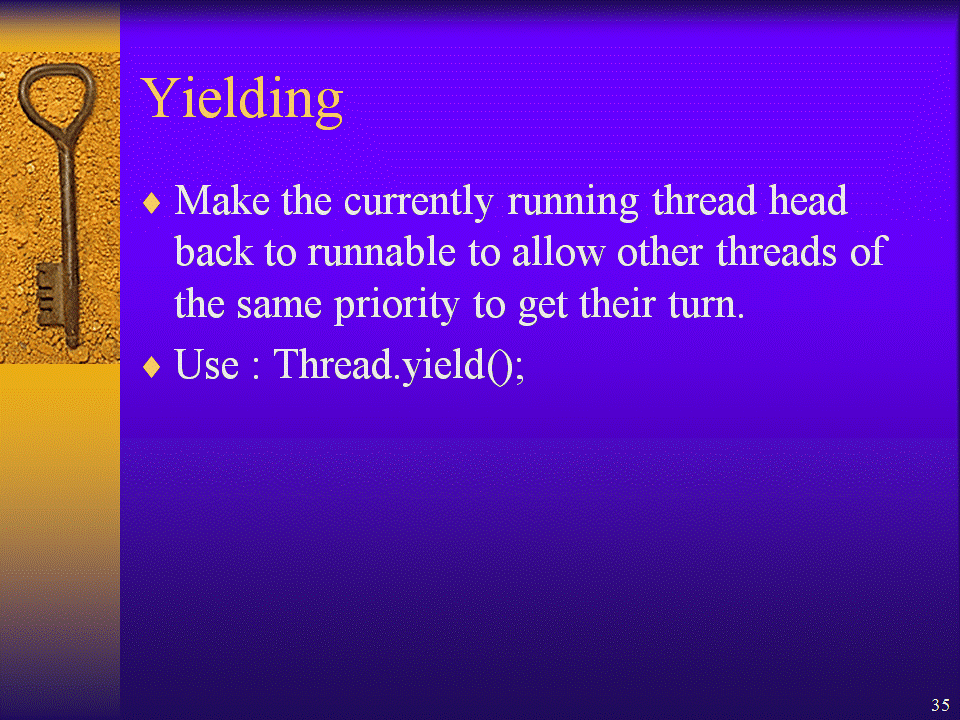 Yielding
♦ Make the currently running thread head
back to runnable to allow other threads of
the same priority to get their turn.
♦ Use : Thread.yield();
35